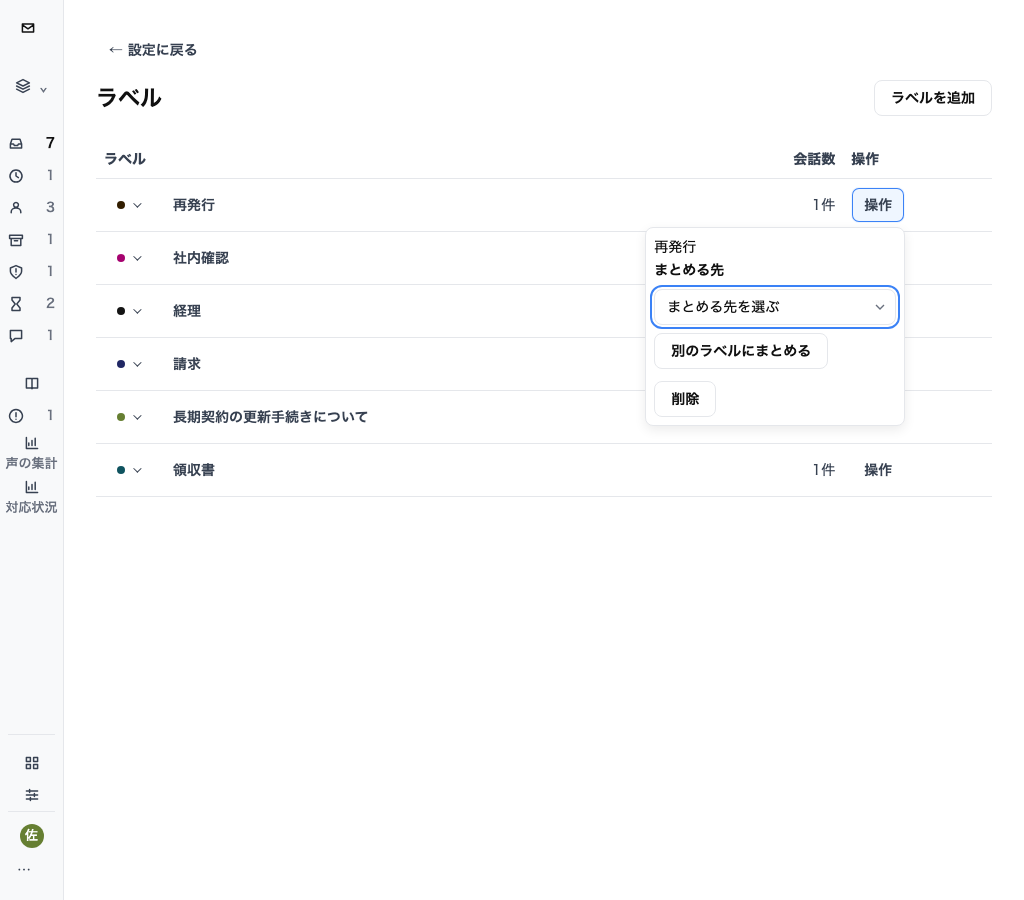 ← 設定に戻る
ラベル
ラベルを追加
ラベル 会話数 操作
再発行 1件 操作
社内確認
経理
請求
長期契約の更新手続きについて
領収書 1件 操作
再発行
まとめる先
まとめる先を選ぶ
別のラベルにまとめる
削除
7
1
3
1
1
2
1
1
声の集計
対応状況
佐
…